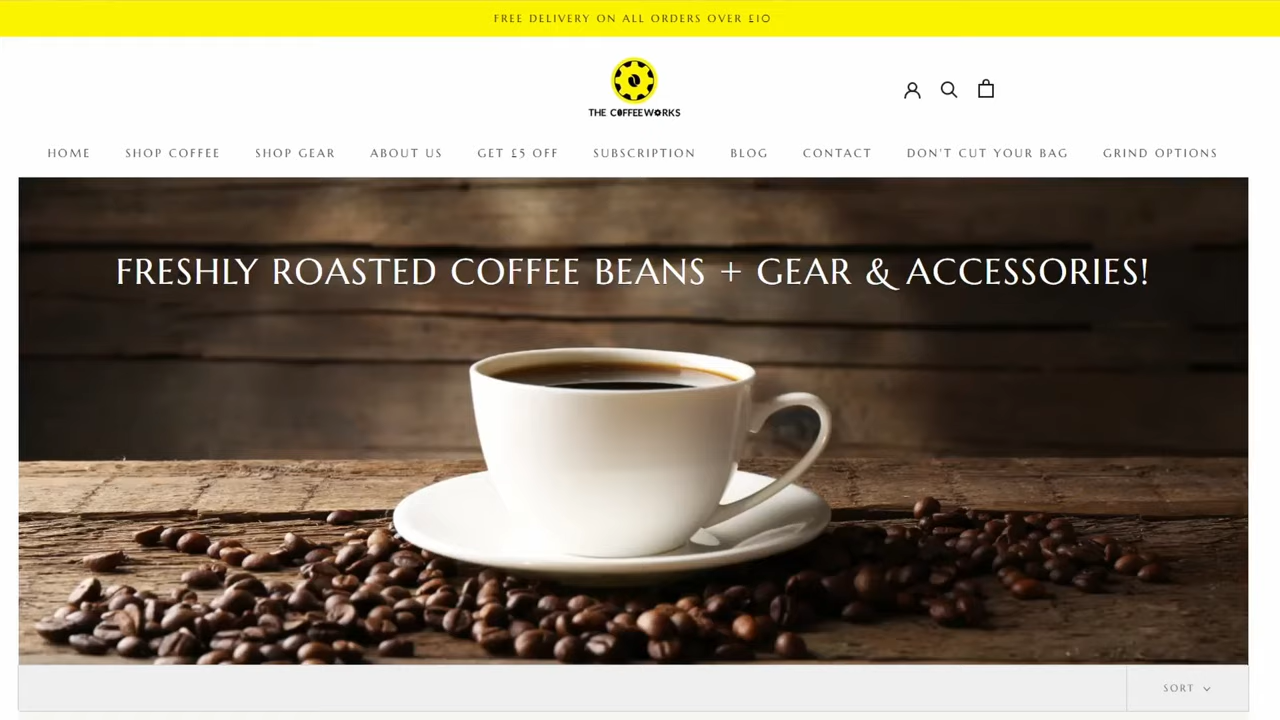 FREE DELIVERY ON ALL ORDERS OVER £10
THE COFFEEWORKS
HOME SHOP COFFEE SHOP GEAR ABOUT US GET £5 OFF SUBSCRIPTION BLOG CONTACT DON'T CUT YOUR BAG GRIND OPTIONS
FRESHLY ROASTED COFFEE BEANS + GEAR & ACCESSORIES!
SORT